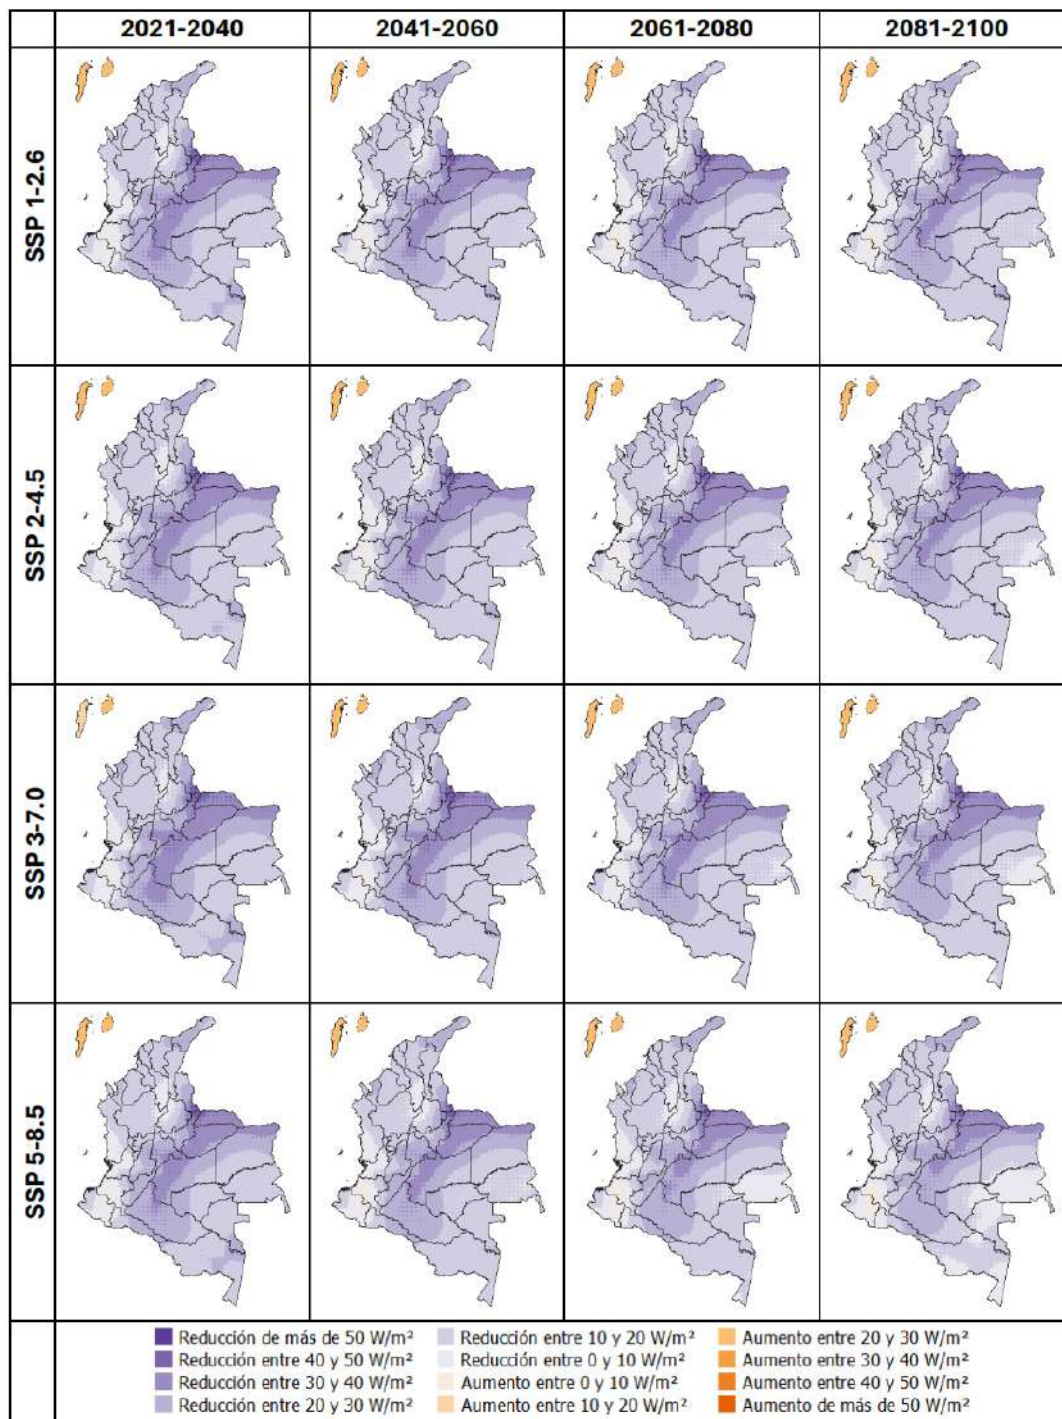 2021-2040 2041-2060 2061-2080 2081-2100
SSP 1-2.6
SSP 2-4.5
SSP 3-7.0
SSP 5-8.5
Reducción de más de 50 W/m² Reducción entre 10 y 20 W/m² Aumento entre 20 y 30 W/m²
Reducción entre 40 y 50 W/m² Reducción entre 0 y 10 W/m² Aumento entre 30 y 40 W/m²
Reducción entre 30 y 40 W/m² Aumento entre 0 y 10 W/m² Aumento entre 40 y 50 W/m²
Reducción entre 20 y 30 W/m² Aumento entre 10 y 20 W/m² Aumento de más de 50 W/m²